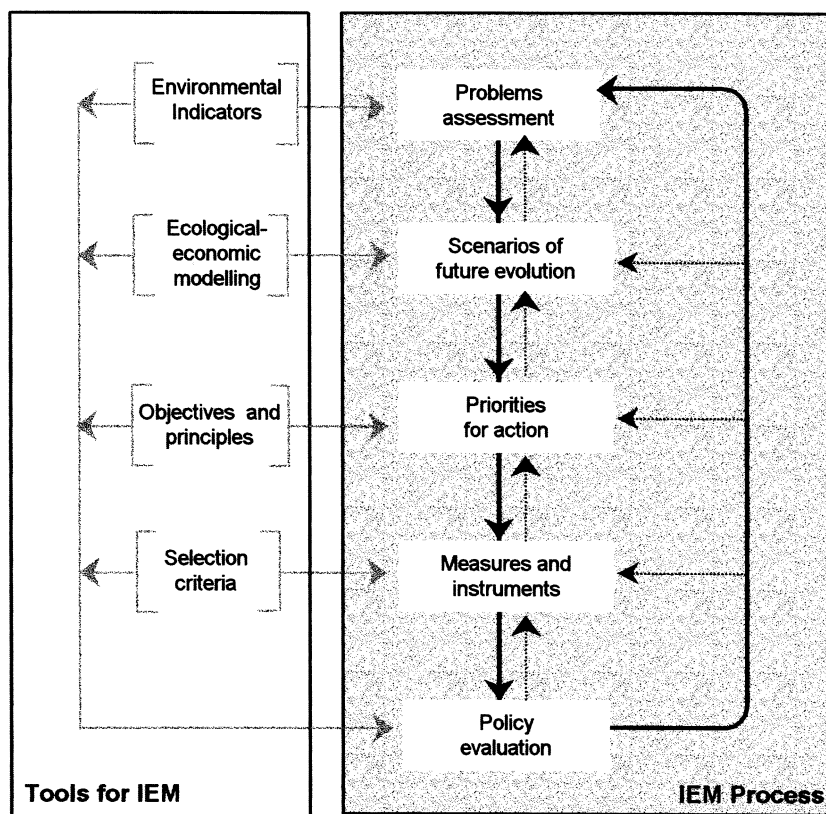 Environmental
Indicators
Ecological-
economic
modelling
Objectives and
principles
Selection
criteria
Tools for IEM
Problems
assessment
Scenarios of
future evolution
Priorities
for action
Measures and
instruments
Policy
evaluation
IEM Process